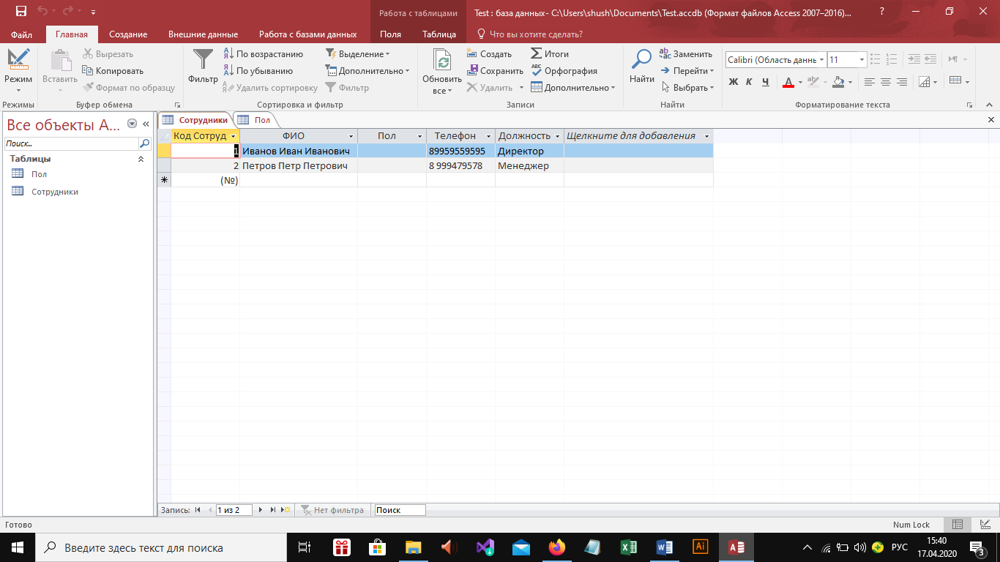 Работа с таблицами
Test : база данных- C:\Users\shush\Documents\Test.accdb (Формат файлов Access 2007–2016)...
?
Файл Главная Создание Внешние данные Работа с базами данных Поля Таблица Что вы хотите сделать?
Режим
Вставить
Вырезать
Копировать
Формат по образцу
Фильтр
По возрастанию
По убыванию
Удалить сортировку
Выделение
Дополнительно
Фильтр
Обновить
все
Создать
Сохранить
Удалить
Итоги
Орфография
Дополнительно
Найти
Заменить
Перейти
Выбрать
Calibri (Область даннь 11
Ж К Ч А
Режимы Буфер обмена Сортировка и фильтр Записи Найти Форматирование текста
Все объекты A...
Поиск...
Таблицы
Пол
Сотрудники
Сотрудники Пол
Код Сотруд ФИО Пол Телефон Должность Щелкните для добавления
1 Иванов Иван Иванович 89959559595 Директор
2 Петров Петр Петрович 8 999479578 Менеджер
(№)
Запись: 1 из 2 Нет фильтра Поиск
Готово
Num Lock
Введите здесь текст для поиска
РУС
15:40
17.04.2020
3